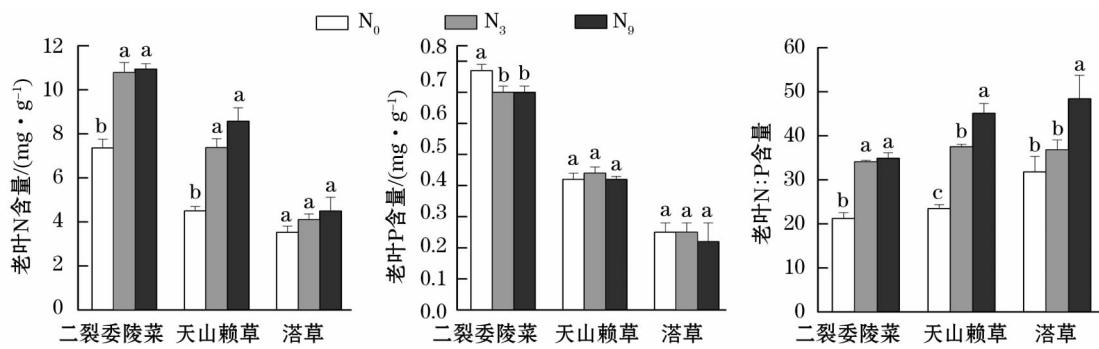 N₀ N₃ N₉
老叶N含量/(mg·g⁻¹)
12
10
8
6
4
2
0
b a a
b a a
a a a
二裂委陵菜 天山赖草 溚草
老叶P含量/(mg·g⁻¹)
0.8
0.7
0.6
0.5
0.4
0.3
0.2
0.1
0.0
a b b
a a a
a a a
二裂委陵菜 天山赖草 溚草
老叶N:P含量
60
50
40
30
20
10
0
b a a
c b a
b b a
二裂委陵菜 天山赖草 溚草